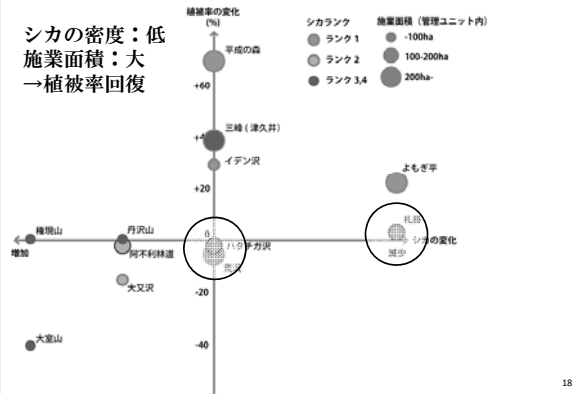 シカの密度：低
施業面積：大
→植被率回復
植被率の変化
(%)
シカランク
ランク 1
ランク 2
ランク 3,4
施業面積（管理ユニット内）
-100ha
100-200ha
200ha-
平成の森
+60
三峰 ( 津久井 )
イデン沢
+20
よもぎ平
札掛
0
権現山
丹沢山
ハタチガ沢
シカの変化
増加
阿不利林道
減少
大又沢
-20
-40
大室山
18